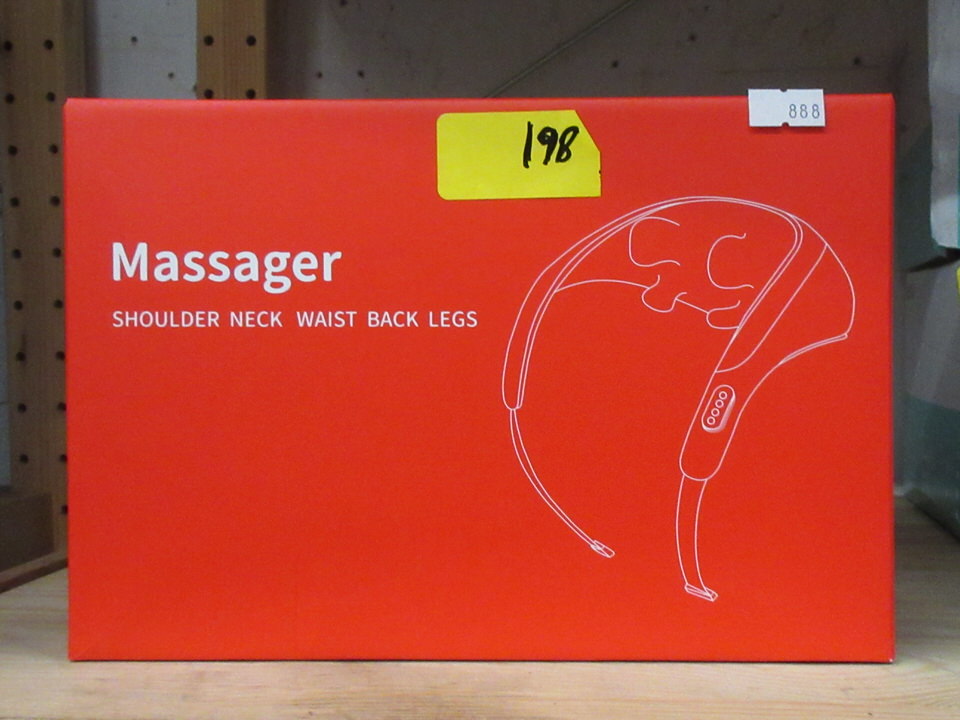 888
198
Massager
SHOULDER NECK WAIST BACK LEGS